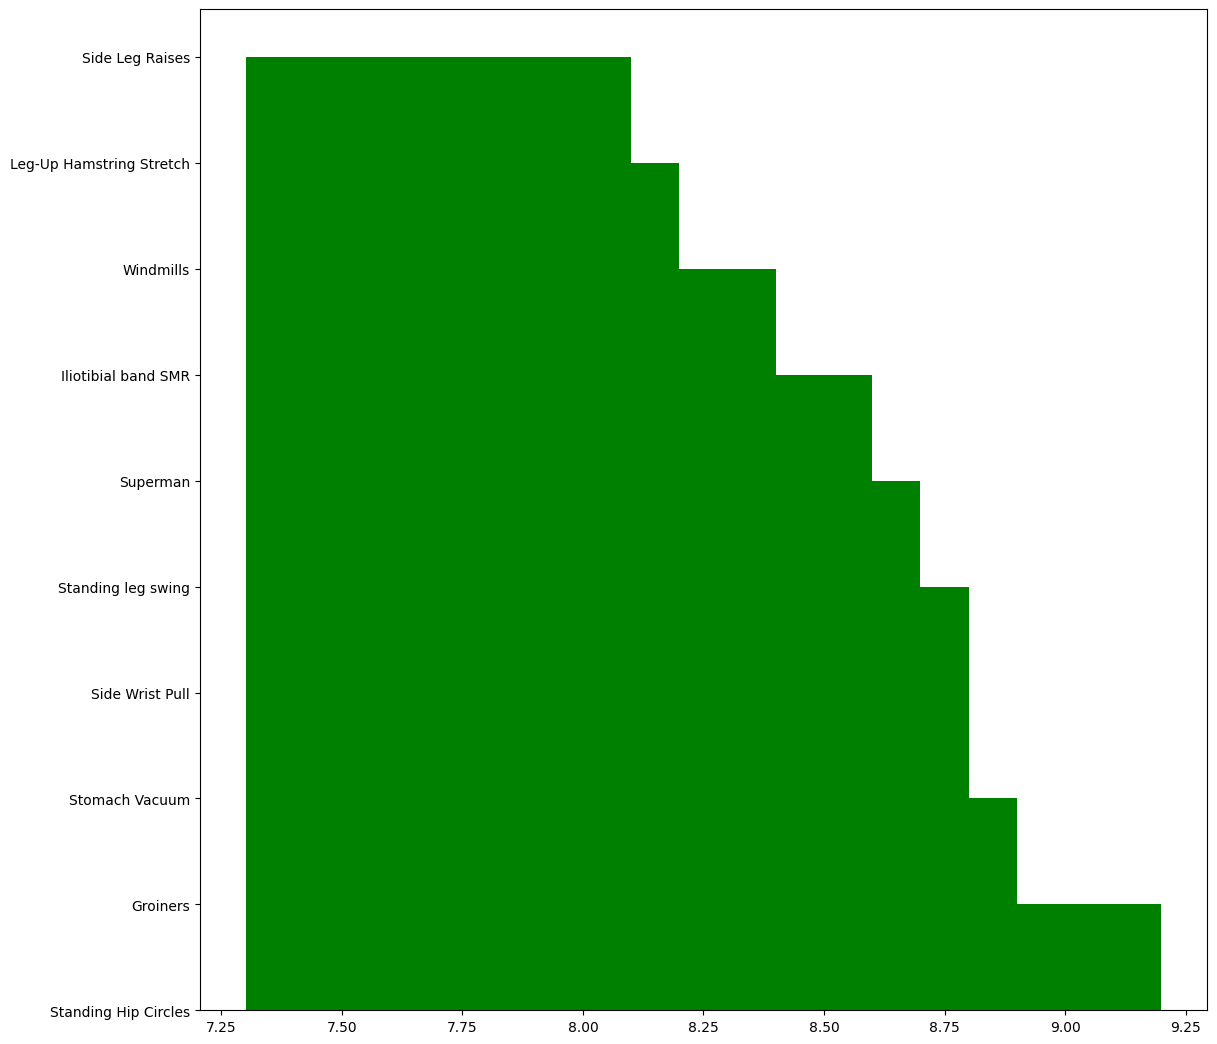 Side Leg Raises
Leg-Up Hamstring Stretch
Windmills
Iliotibial band SMR
Superman
Standing leg swing
Side Wrist Pull
Stomach Vacuum
Groiners
Standing Hip Circles
7.25 7.50 7.75 8.00 8.25 8.50 8.75 9.00 9.25